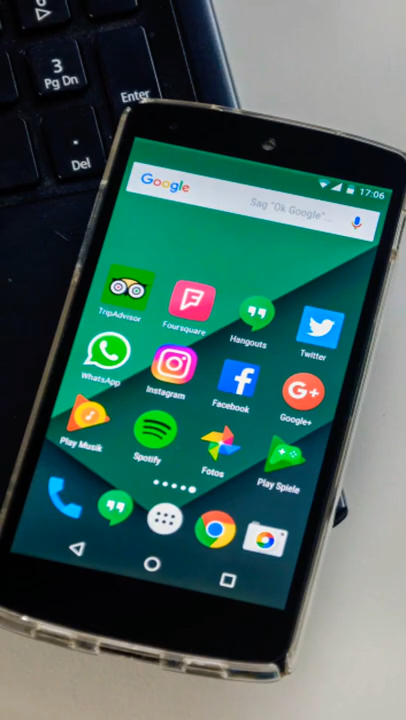 3
Pg Dn
Enter
.
Del
17:06
Google
Sag "Ok Google"...
TripAdvisor
Foursquare
Hangouts
Twitter
WhatsApp
Instagram
Facebook
Google+
G+
Play Musik
Spotify
Fotos
Play Spiele